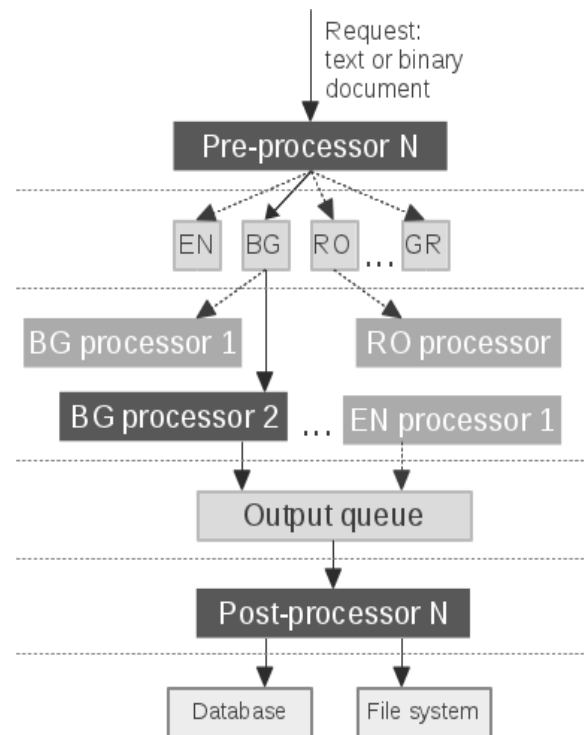 Request:
text or binary
document
Pre-processor N
EN BG RO ... GR
BG processor 1 RO processor
BG processor 2 ... EN processor 1
Output queue
Post-processor N
Database File system